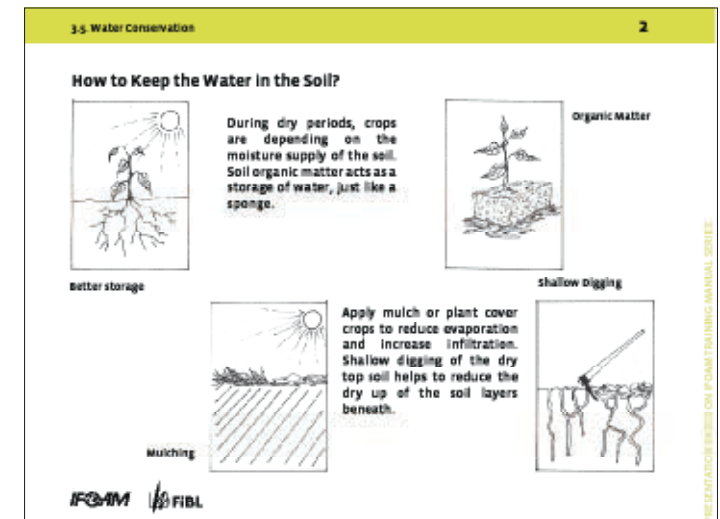 3.5. Water Conservation
2
How to Keep the Water in the Soil?
During dry periods, crops
are depending on the
moisture supply of the soil.
Soil organic matter acts as a
storage of water, just like a
sponge.
Organic Matter
Better storage
Shallow Digging
Apply mulch or plant cover
crops to reduce evaporation
and increase infiltration.
Shallow digging of the dry
top soil helps to reduce the
dry up of the soil layers
beneath.
Mulching
IFOAM
FiBL
PRESENTATION BASED ON IFOAM TRAINING MANUAL SERIES